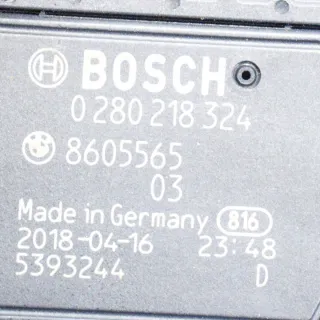 BOSCH
0 280 218 324
8605565
03
Made in Germany 816
2018-04-16 23:48
5393244 D